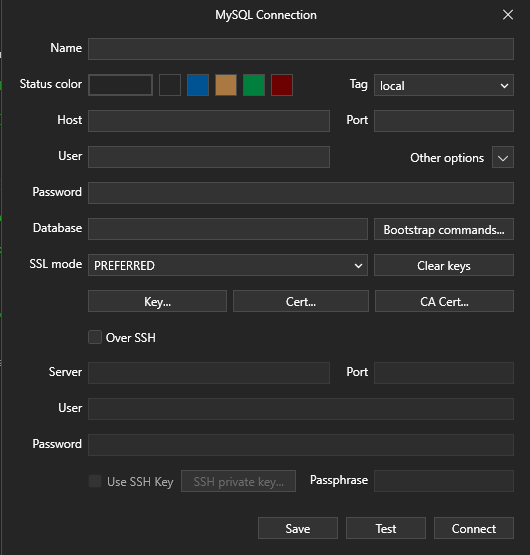 MySQL Connection
Name
Status color
Tag local
Host Port
User Other options
Password
Database Bootstrap commands...
SSL mode PREFERRED Clear keys
Key... Cert... CA Cert...
Over SSH
Server Port
User
Password
Use SSH Key SSH private key... Passphrase
Save Test Connect